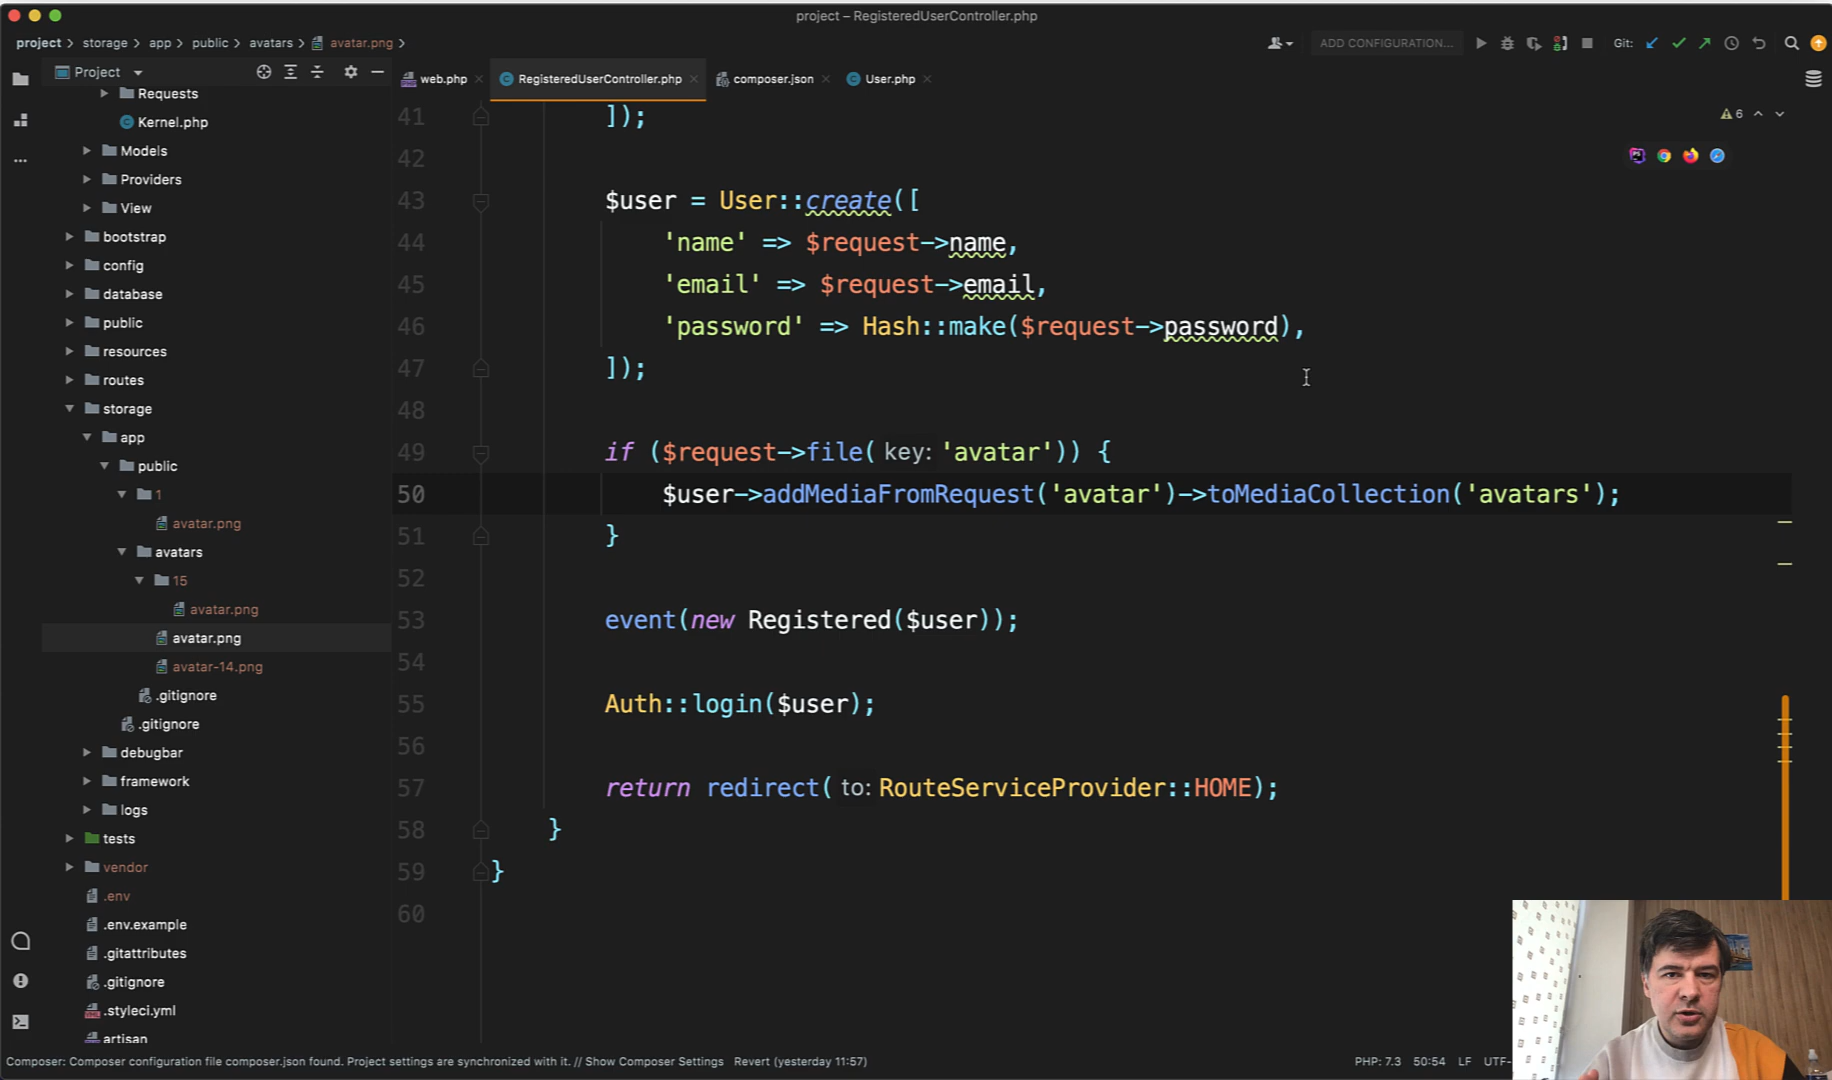 project – RegisteredUserController.php
project > storage > app > public > avatars > avatar.png >
ADD CONFIGURATION...
Git:
Project
web.php
RegisteredUserController.php
composer.json
User.php
6
Requests
Kernel.php
Models
Providers
View
bootstrap
config
database
public
resources
routes
storage
app
public
1
avatar.png
avatars
15
avatar.png
avatar.png
avatar-14.png
.gitignore
.gitignore
debugbar
framework
logs
tests
vendor
.env
.env.example
.gitattributes
.gitignore
.styleci.yml
artisan
41 ]);
42
43 $user = User::create([
44 'name' => $request->name,
45 'email' => $request->email,
46 'password' => Hash::make($request->password),
47 ]);
48
49 if ($request->file( key: 'avatar')) {
50 $user->addMediaFromRequest('avatar')->toMediaCollection('avatars');
51 }
52
53 event(new Registered($user));
54
55 Auth::login($user);
56
57 return redirect( to: RouteServiceProvider::HOME);
58 }
59 }
60
Composer: Composer configuration file composer.json found. Project settings are synchronized with it. // Show Composer Settings Revert (yesterday 11:57)
PHP: 7.3 50:54 LF UTF-